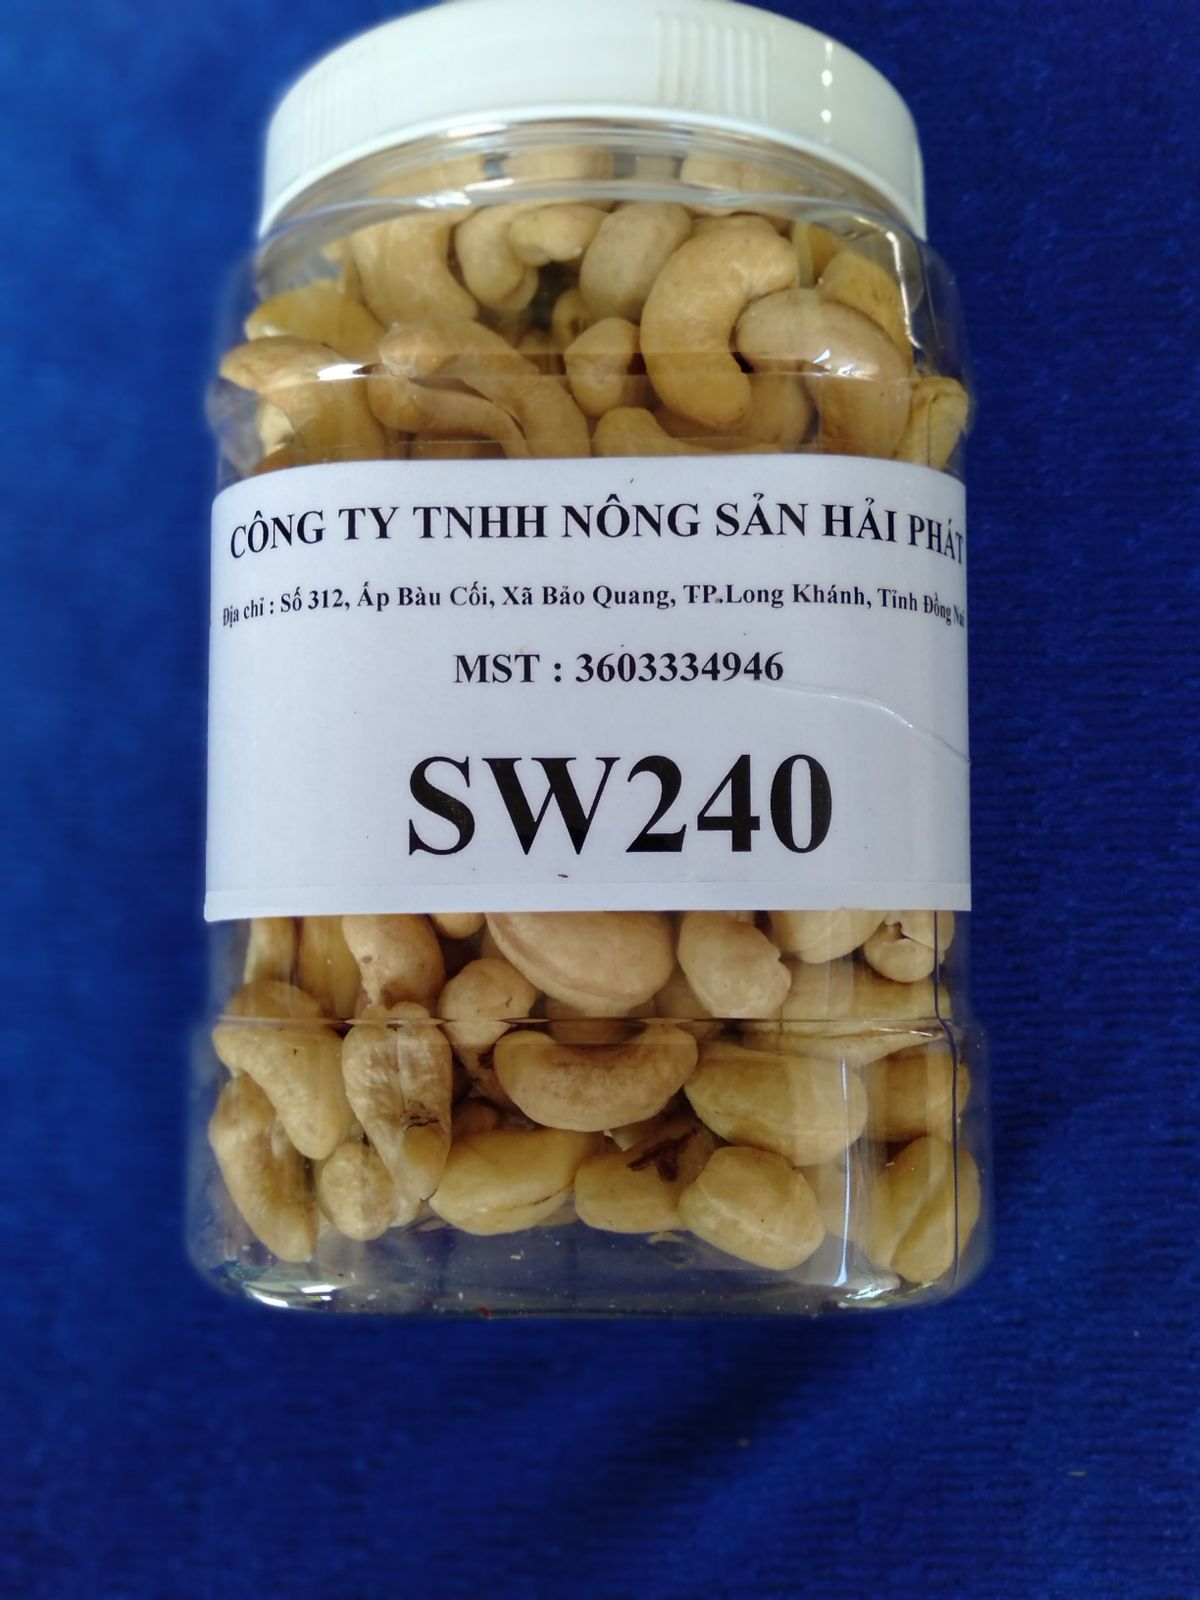 CÔNG TY TNHH NÔNG SẢN HẢI PHÁT
Địa chỉ : Số 312, Ấp Bàu Cối, Xã Bảo Quang, TP.Long Khánh, Tỉnh Đồng Nai
MST : 3603334946
SW240